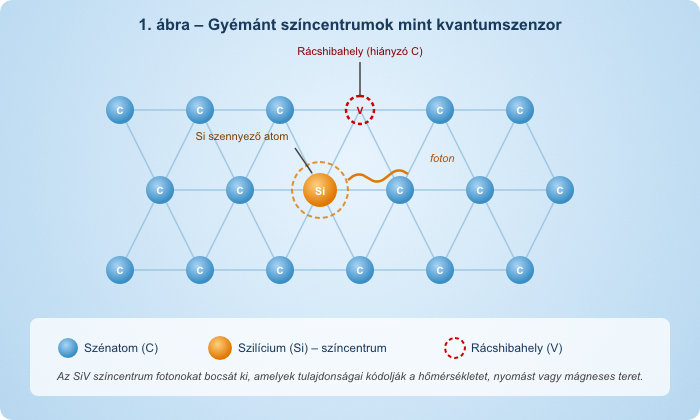 1. ábra – Gyémánt színcentrumok mint kvantumszenzor
Rácshibahely (hiányzó C)
C C C V C C
Si szennyező atom
foton
C C Si C C C
C C C C C C
Szénatom (C) Szilícium (Si) – színcentrum Rácshibahely (V)
Az SiV színcentrum fotonokat bocsát ki, amelyek tulajdonságai kódolják a hőmérsékletet, nyomást vagy mágneses teret.